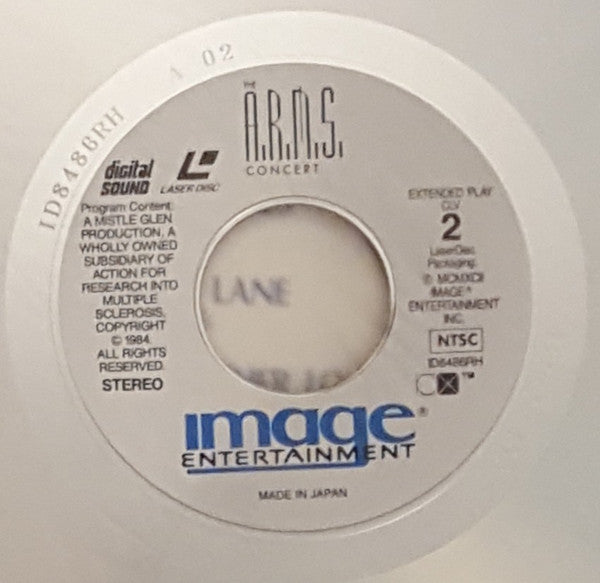 ID8486RH A 02
THE
A.R.M.S.
CONCERT
digital
SOUND
LASER DISC
Program Content:
A MISTLE GLEN
PRODUCTION, A
WHOLLY OWNED
SUBSIDIARY OF
ACTION FOR
RESEARCH INTO
MULTIPLE
SCLEROSIS,
COPYRIGHT
© 1984.
ALL RIGHTS
RESERVED.
STEREO
EXTENDED PLAY
CLV
2
LaserDisc
Packaging:
© MCMXCII
IMAGE
ENTERTAINMENT
INC.
NTSC
ID8486RH
CX™
LANE
image®
ENTERTAINMENT
MADE IN JAPAN